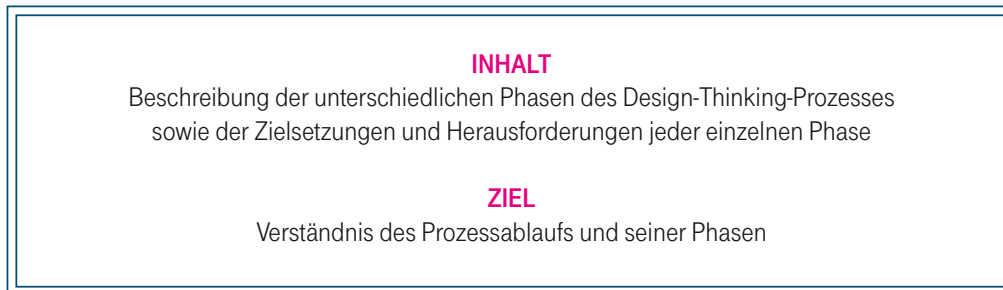 INHALT
Beschreibung der unterschiedlichen Phasen des Design-Thinking-Prozesses
sowie der Zielsetzungen und Herausforderungen jeder einzelnen Phase
ZIEL
Verständnis des Prozessablaufs und seiner Phasen